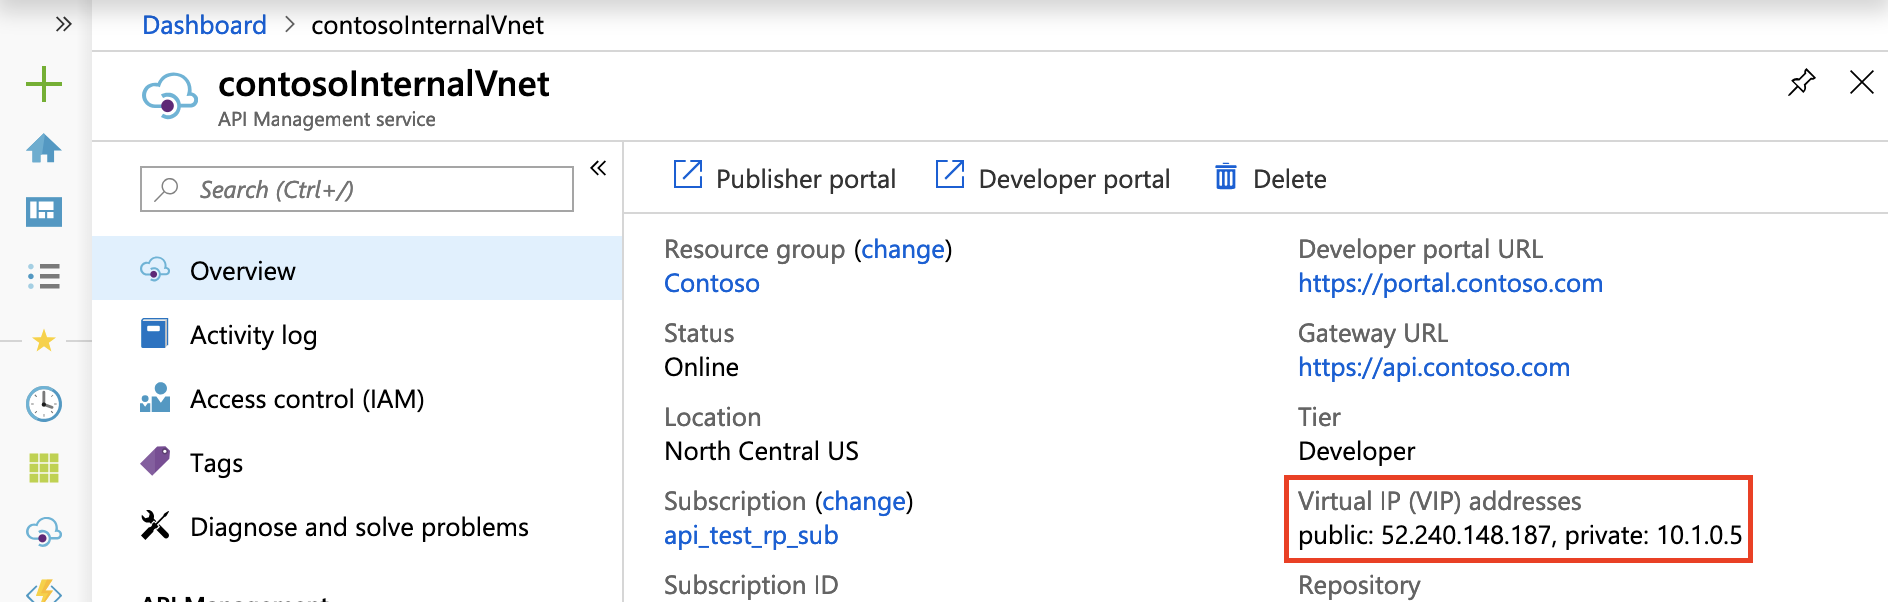 Dashboard > contosoInternalVnet
contosoInternalVnet
API Management service
Search (Ctrl+/)
Overview
Activity log
Access control (IAM)
Tags
Diagnose and solve problems
API Management
Publisher portal
Developer portal
Delete
Resource group (change)
Contoso
Status
Online
Location
North Central US
Subscription (change)
api_test_rp_sub
Subscription ID
Developer portal URL
https://portal.contoso.com
Gateway URL
https://api.contoso.com
Tier
Developer
Virtual IP (VIP) addresses
public: 52.240.148.187, private: 10.1.0.5
Repository